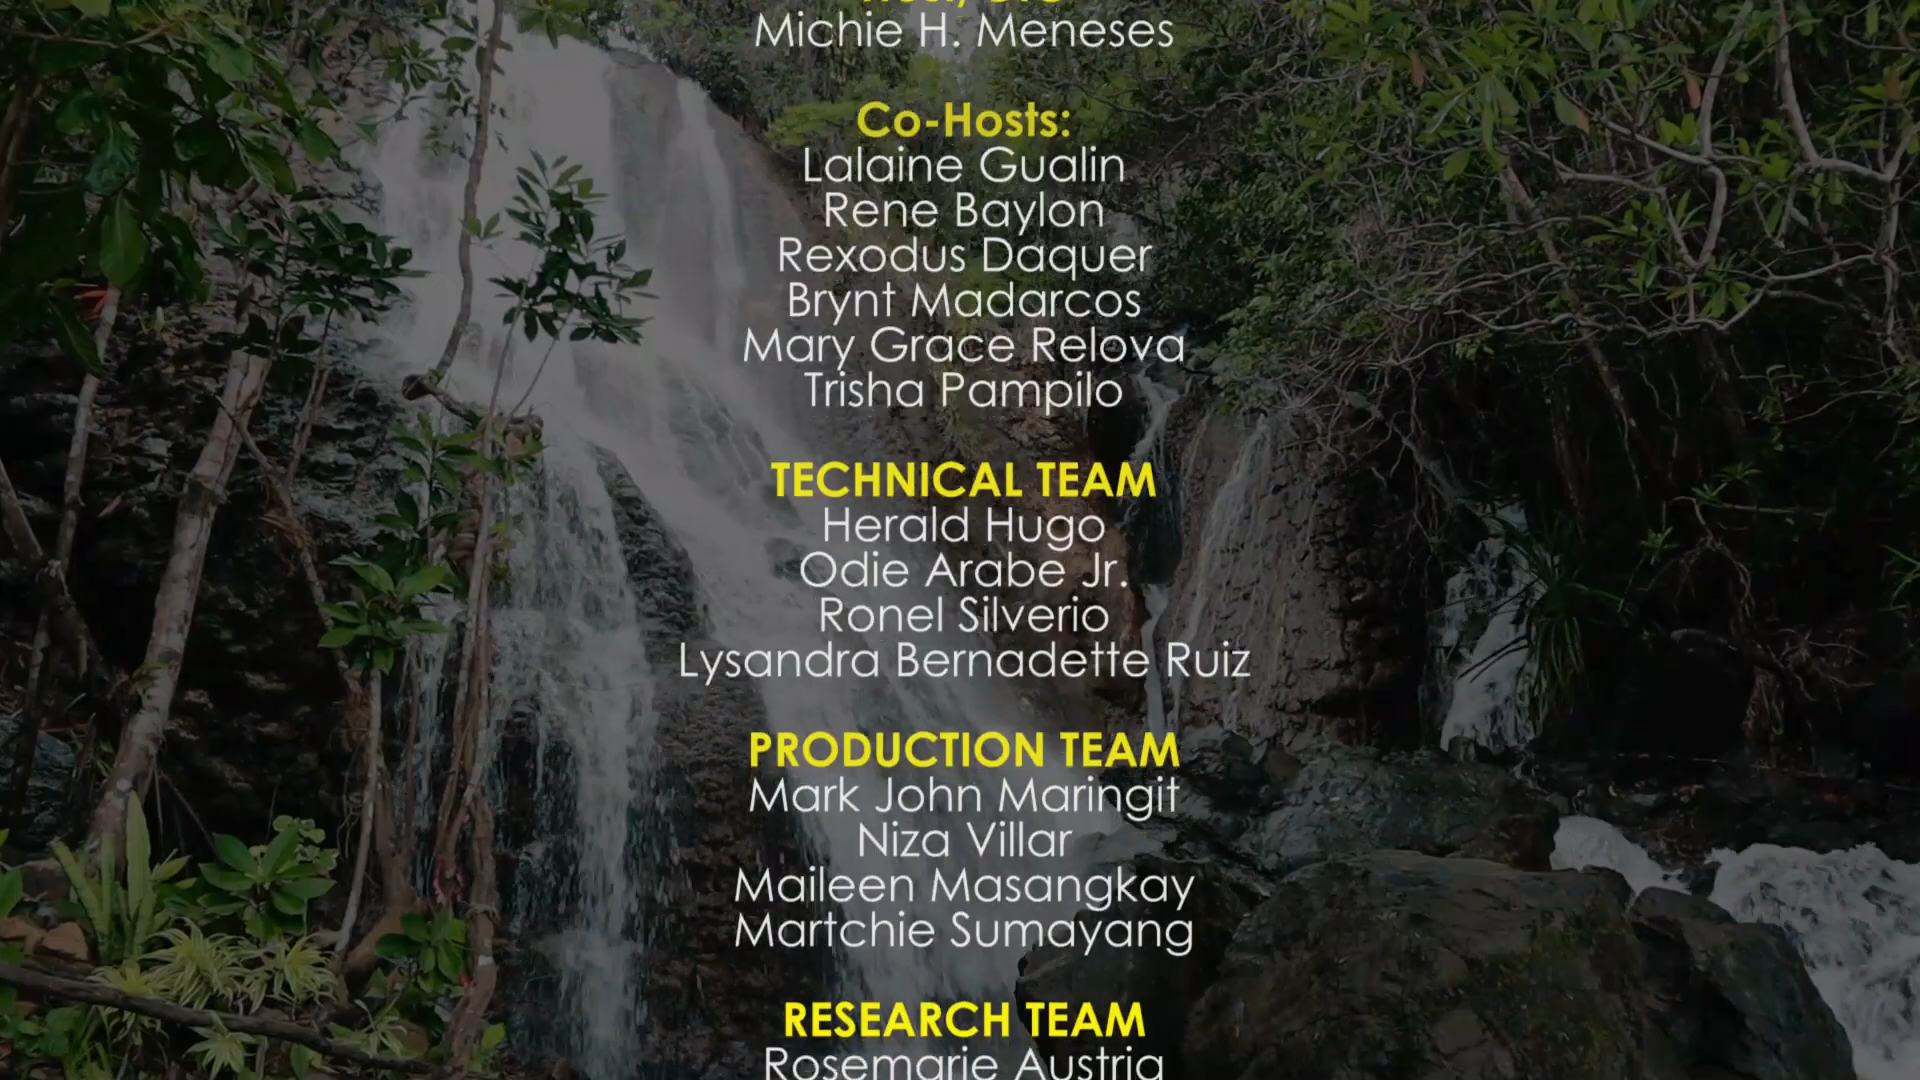 Michie H. Meneses
Co-Hosts:
Lalaine Gualin
Rene Baylon
Rexodus Daquer
Brynt Madarcos
Mary Grace Relova
Trisha Pampilo
TECHNICAL TEAM
Herald Hugo
Odie Arabe Jr.
Ronel Silverio
Lysandra Bernadette Ruiz
PRODUCTION TEAM
Mark John Maringit
Niza Villar
Maileen Masangkay
Martchie Sumayang
RESEARCH TEAM
Rosemarie Austria